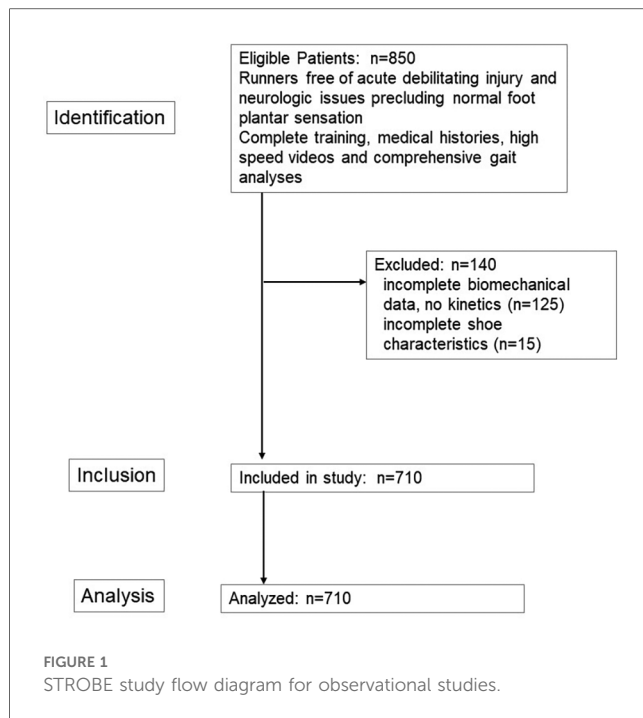 Eligible Patients: n=850
Runners free of acute debilitating injury and
neurologic issues precluding normal foot
plantar sensation
Complete training, medical histories, high
speed videos and comprehensive gait
analyses
Identification
Excluded: n=140
incomplete biomechanical
data, no kinetics (n=125)
incomplete shoe
characteristics (n=15)
Inclusion
Included in study: n=710
Analysis
Analyzed: n=710
FIGURE 1
STROBE study flow diagram for observational studies.